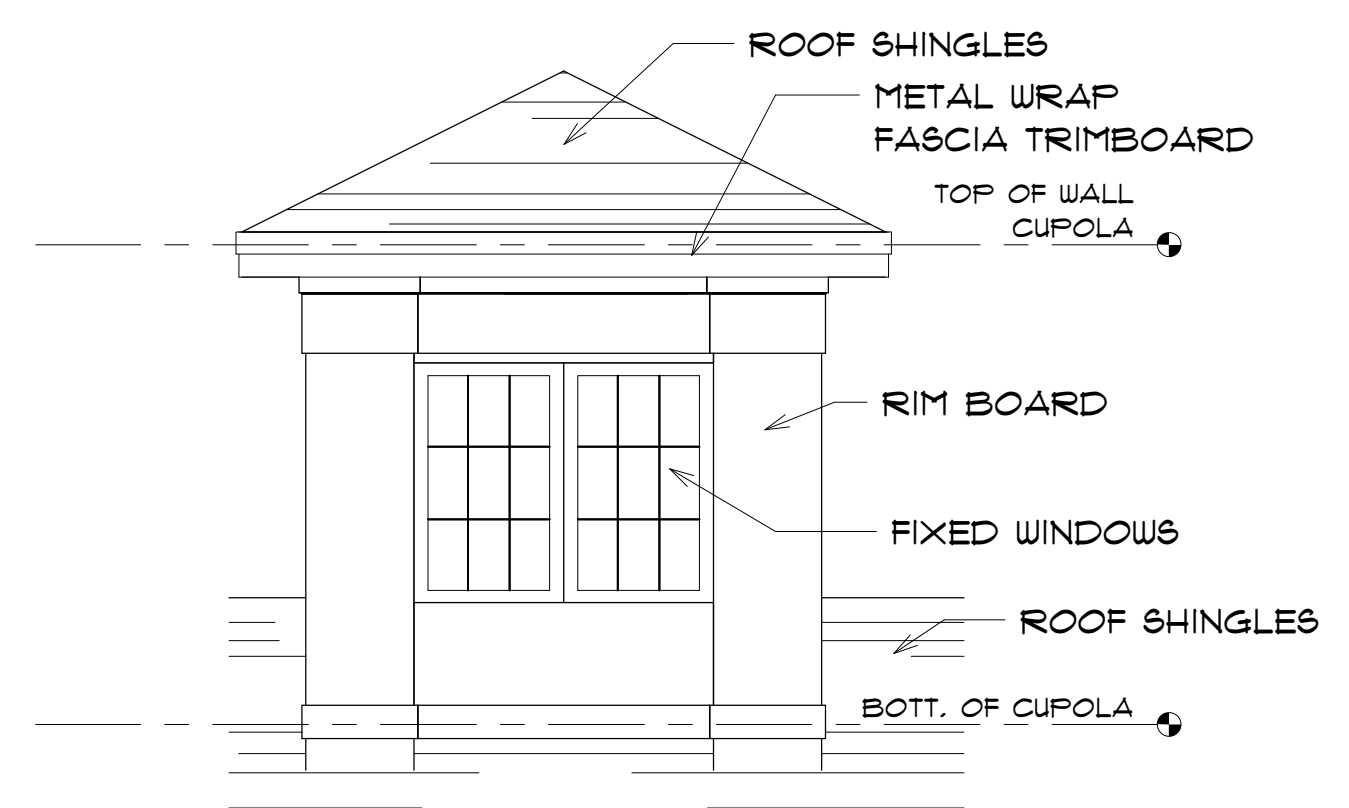 ROOF SHINGLES
METAL WRAP
FASCIA TRIMBOARD
TOP OF WALL
CUPOLA
RIM BOARD
FIXED WINDOWS
ROOF SHINGLES
BOTT. OF CUPOLA